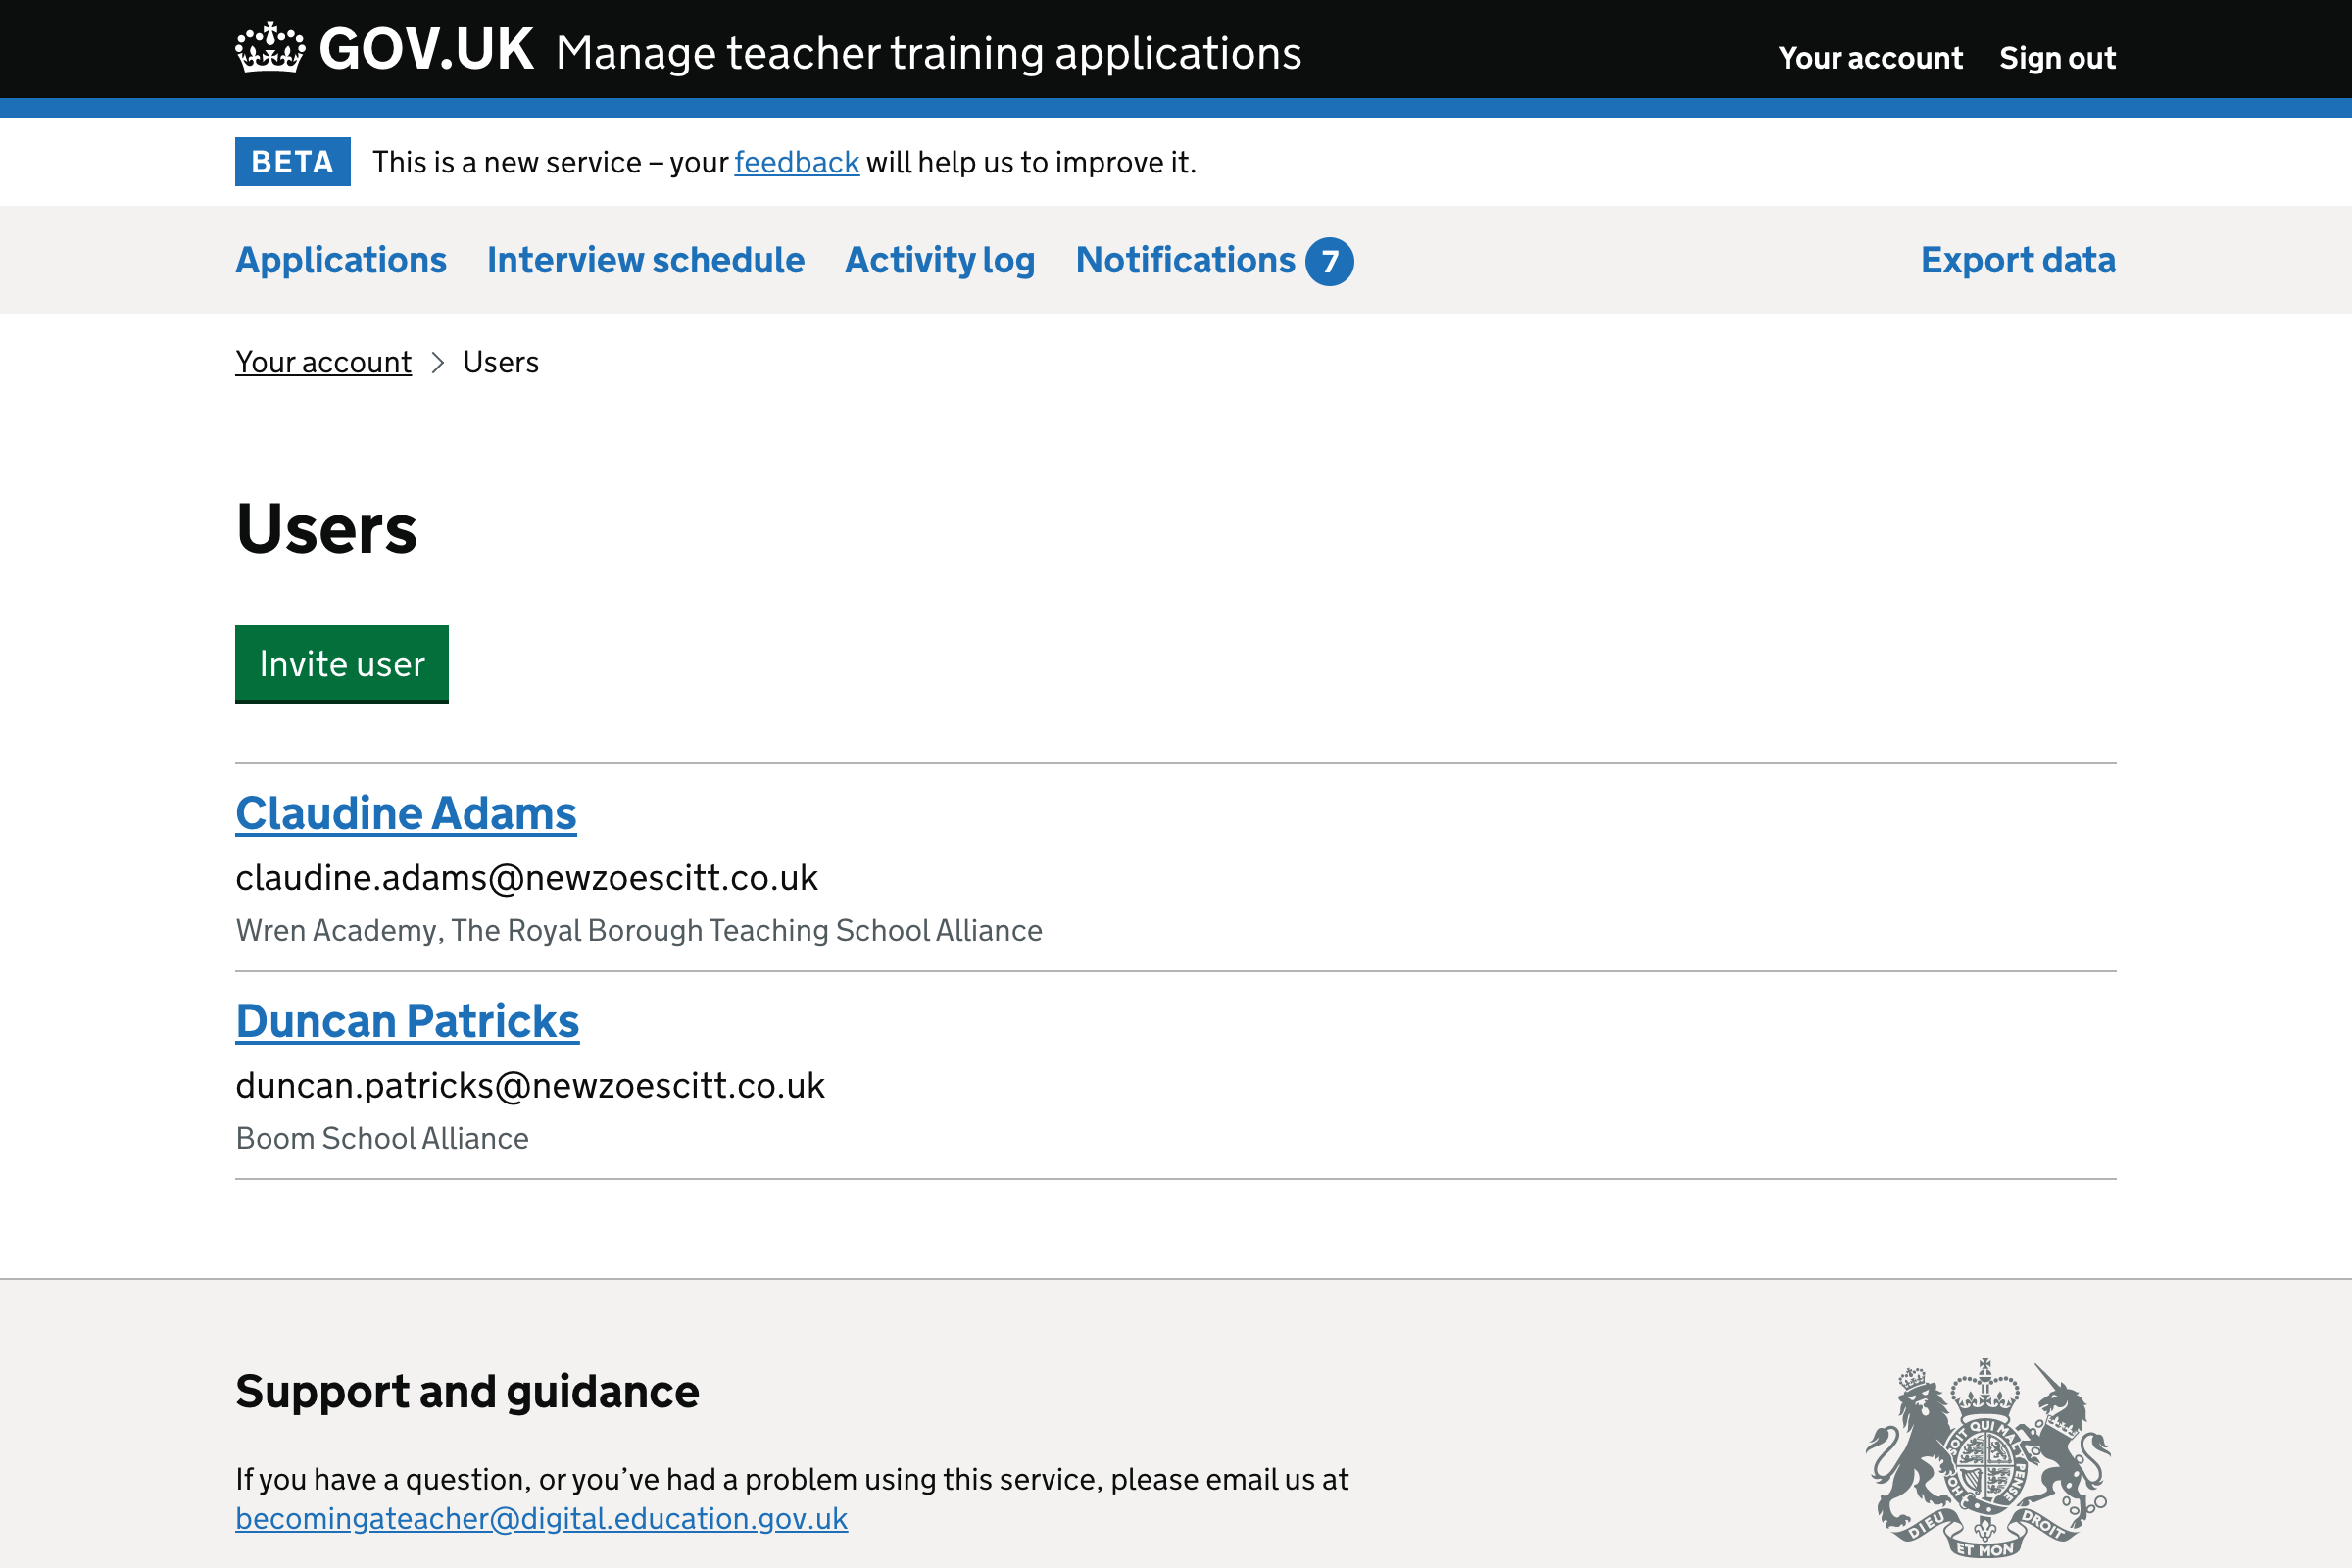 GOV.UK Manage teacher training applications
Your account Sign out
BETA This is a new service – your feedback will help us to improve it.
Applications Interview schedule Activity log Notifications 7 Export data
Your account Users
Users
Invite user
Claudine Adams
claudine.adams@newzoescitt.co.uk
Wren Academy, The Royal Borough Teaching School Alliance
Duncan Patricks
duncan.patricks@newzoescitt.co.uk
Boom School Alliance
Support and guidance
If you have a question, or you’ve had a problem using this service, please email us at
becomingateacher@digital.education.gov.uk
SOIT QUI MAL Y PENSE
DIEU ET MON DROIT